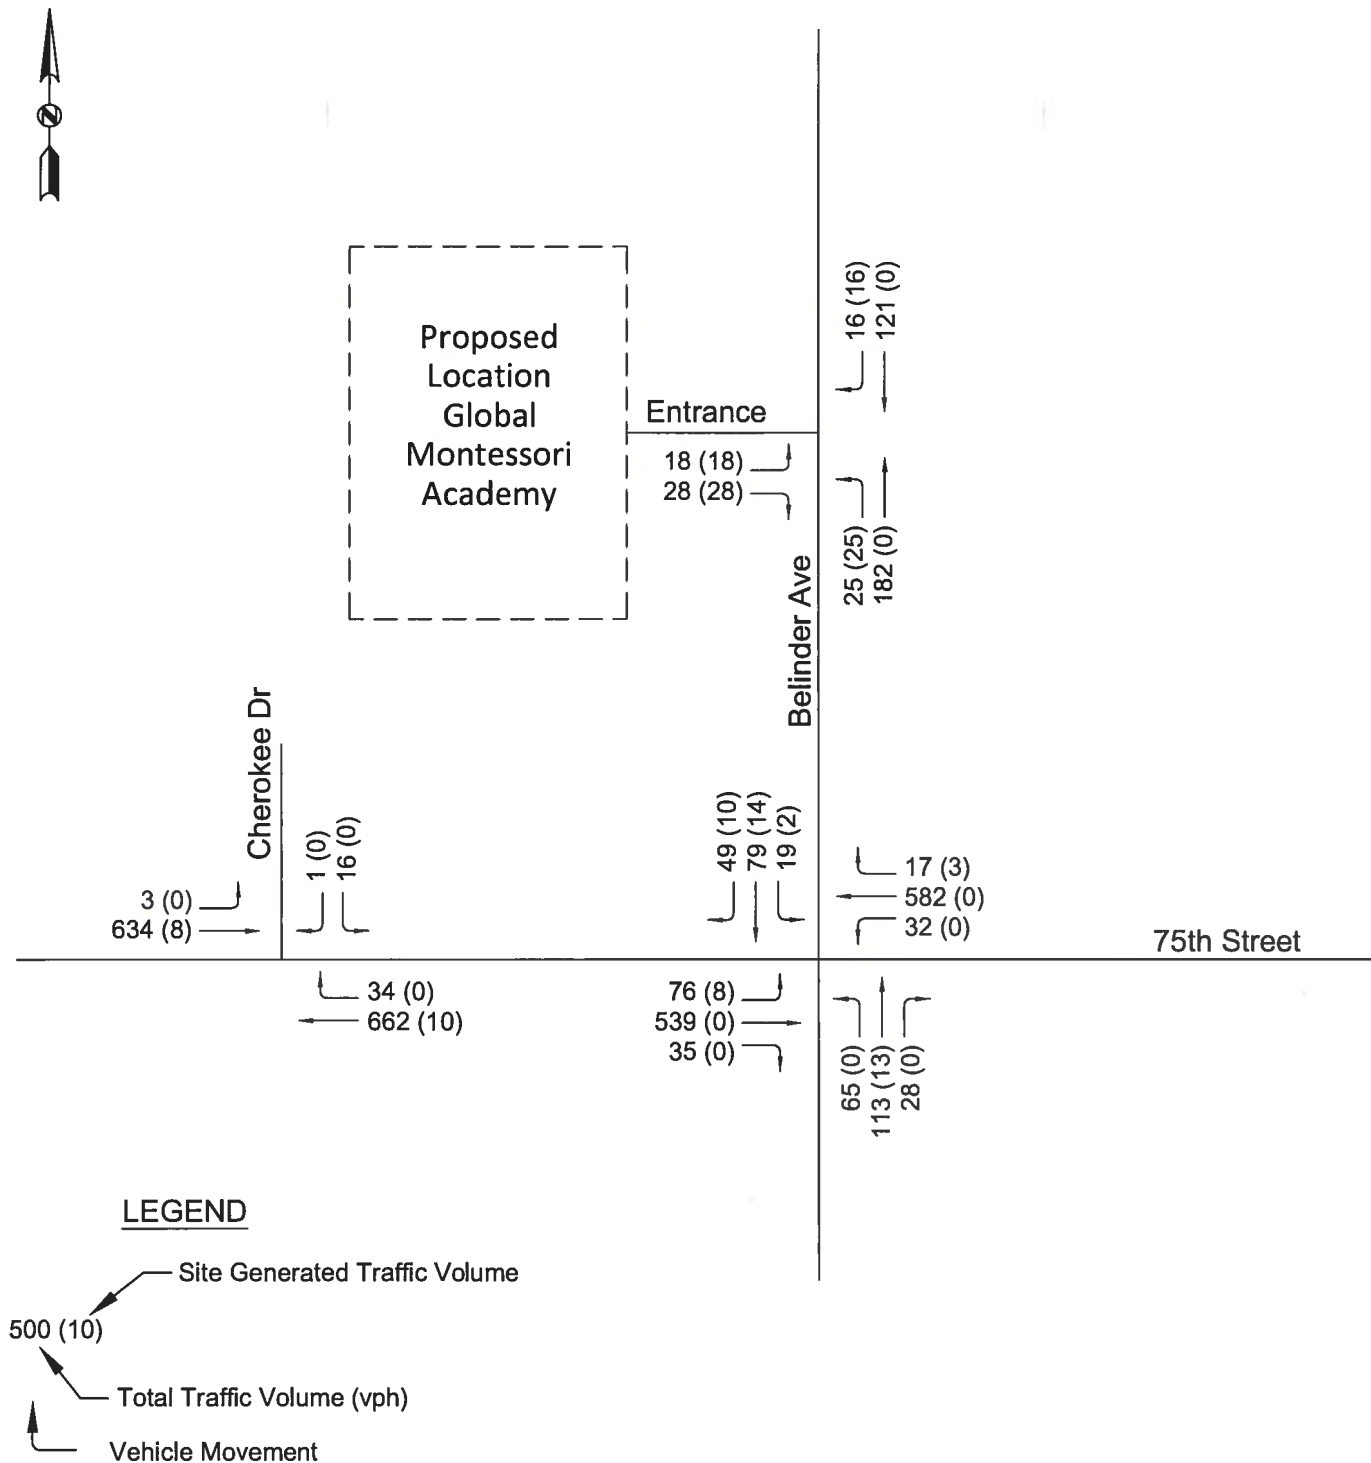 N
16 (16)
121 (0)
Proposed
Location
Global
Montessori
Academy
Entrance
18 (18)
28 (28)
25 (25)
182 (0)
Belinder Ave
Cherokee Dr
1 (0)
16 (0)
3 (0)
634 (8)
34 (0)
662 (10)
49 (10)
79 (14)
19 (2)
17 (3)
582 (0)
32 (0)
75th Street
76 (8)
539 (0)
35 (0)
65 (0)
113 (13)
28 (0)
LEGEND
Site Generated Traffic Volume
500 (10)
Total Traffic Volume (vph)
Vehicle Movement